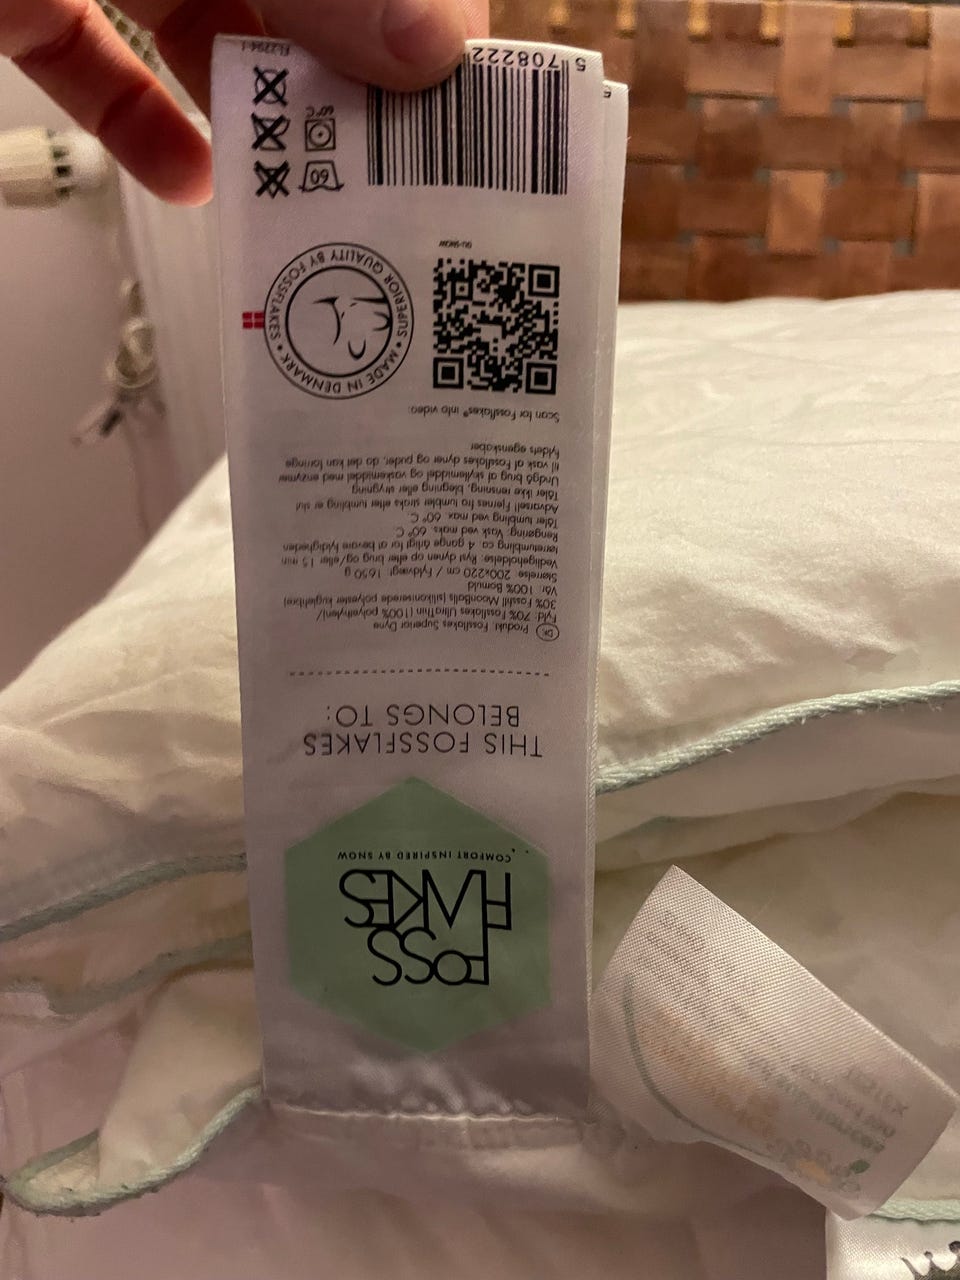 FOSS
FLAKES
COMFORT INSPIRED BY SNOW
THIS FOSSFLAKES
BELONGS TO:
DK
Produkt: Fossflakes Superior Dyne
Fyld: 70% Fossflakes UltraThin (100% polyethylen)/
30% Fossfill MoonBalls (silikoniserede polyester kuglefibre)
Vår: 100% Bomuld
Størrelse: 200x220 cm / Fyldvægt: 1650 g
Vedligeholdelse: Ryst dynen op efter brug og/eller 15 min
tørretumbling ca. 4 gange årligt for at bevare fyldigheden
Rengøring: Vask ved maks. 60° C.
Tåler tumbling ved max. 60° C.
Advarsel! Fjernes fra tumbler straks efter tumbling er slut
Tåler ikke rensning, blegning eller strygning
Undgå brug af skyllemiddel og vaskemiddel med enzymer
til vask af Fossflakes dyner og puder, da det kan forringe
fyldets egenskaber
Scan for Fossflakes® info video:
SUPERIOR QUALITY BY FOSSFLAKES • MADE IN DENMARK •
60
60°C
5 708222
5